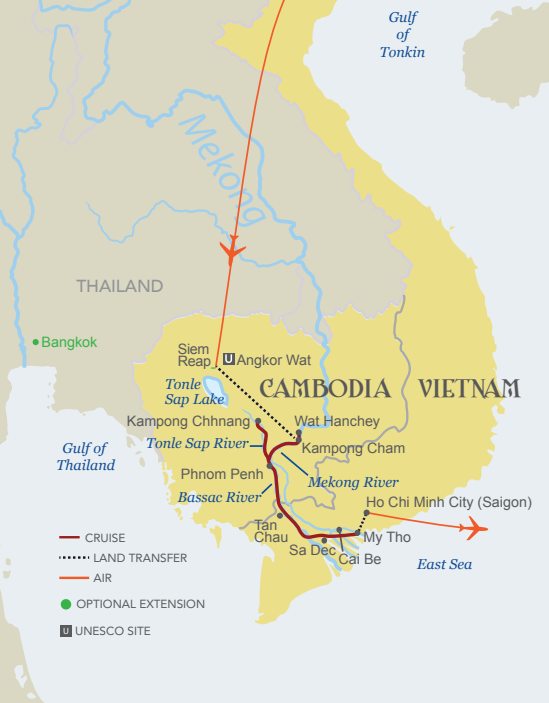 Gulf
of
Tonkin
Mekong
THAILAND
Bangkok
Siem
Reap
U Angkor Wat
Tonle
Sap Lake
CAMBODIA
VIETNAM
Kampong Chhnang
Wat Hanchey
Gulf of
Thailand
Tonle Sap River
Kampong Cham
Phnom Penh
Mekong River
Bassac River
Ho Chi Minh City (Saigon)
Tan
Chau
My Tho
Sa Dec
Cai Be
East Sea
CRUISE
LAND TRANSFER
AIR
OPTIONAL EXTENSION
U UNESCO SITE